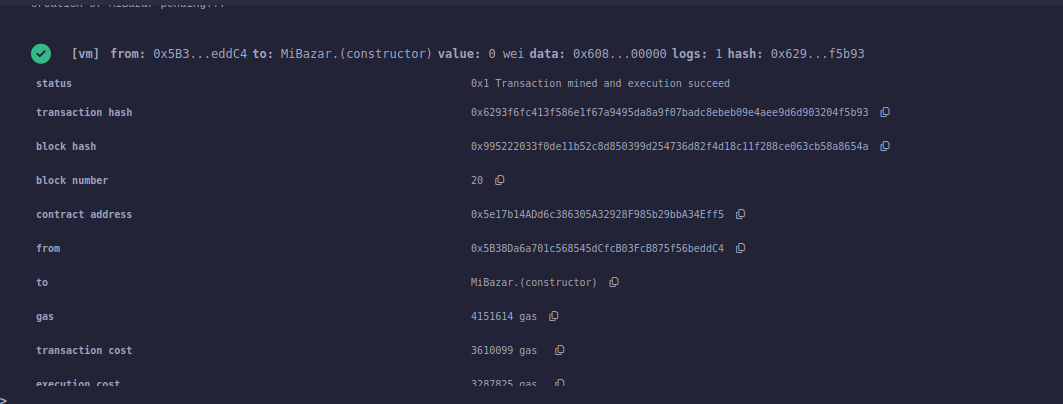 creation of MiBazar pending...
[vm] from: 0x5B3...eddC4 to: MiBazar.(constructor) value: 0 wei data: 0x608...00000 logs: 1 hash: 0x629...f5b93
status 0x1 Transaction mined and execution succeed
transaction hash 0x6293f6fc413f586e1f67a9495da8a9f07badc8ebeb09e4aee9d6d903204f5b93
block hash 0x995222033f0de11b52c8d850399d254736d82f4d18c11f288ce063cb58a8654a
block number 20
contract address 0x5e17b14ADd6c386305A32928F985b29bbA34Eff5
from 0x5B38Da6a701c568545dCfcB03FcB875f56beddC4
to MiBazar.(constructor)
gas 4151614 gas
transaction cost 3610099 gas
execution cost 3287825 gas
>